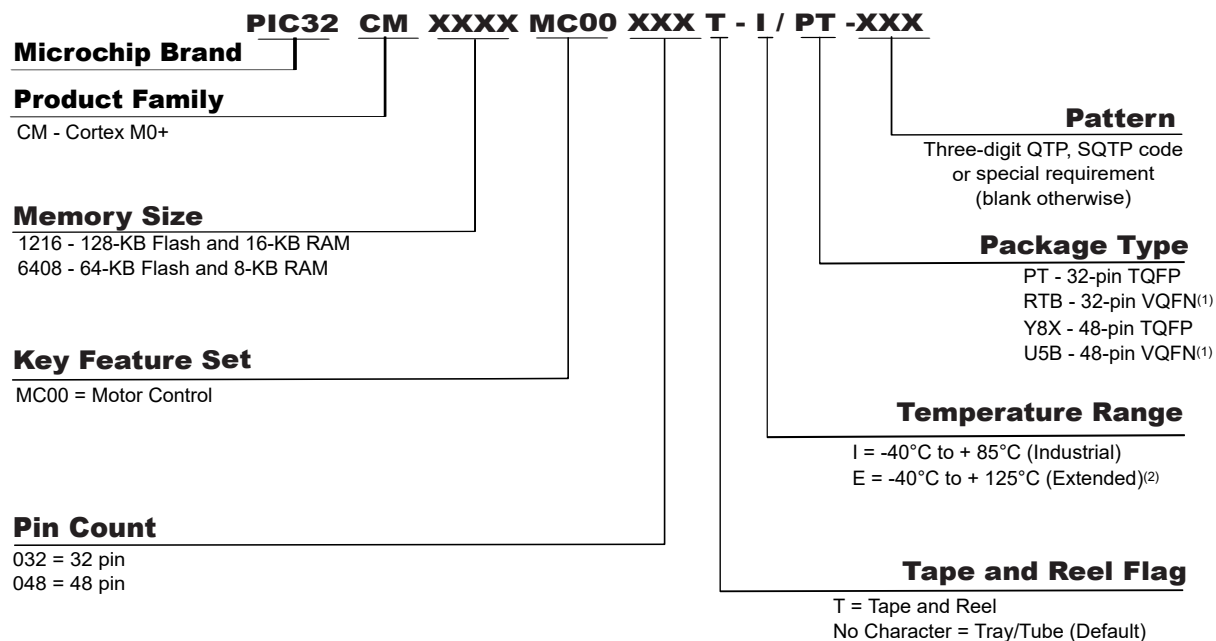 PIC32 CM XXXX MC00 XXX T - I / PT -XXX
Microchip Brand
Product Family
CM - Cortex M0+
Memory Size
1216 - 128-KB Flash and 16-KB RAM
6408 - 64-KB Flash and 8-KB RAM
Key Feature Set
MC00 = Motor Control
Pin Count
032 = 32 pin
048 = 48 pin
Pattern
Three-digit QTP, SQTP code
or special requirement
(blank otherwise)
Package Type
PT - 32-pin TQFP
RTB - 32-pin VQFN(1)
Y8X - 48-pin TQFP
U5B - 48-pin VQFN(1)
Temperature Range
I = -40°C to + 85°C (Industrial)
E = -40°C to + 125°C (Extended)(2)
Tape and Reel Flag
T = Tape and Reel
No Character = Tray/Tube (Default)